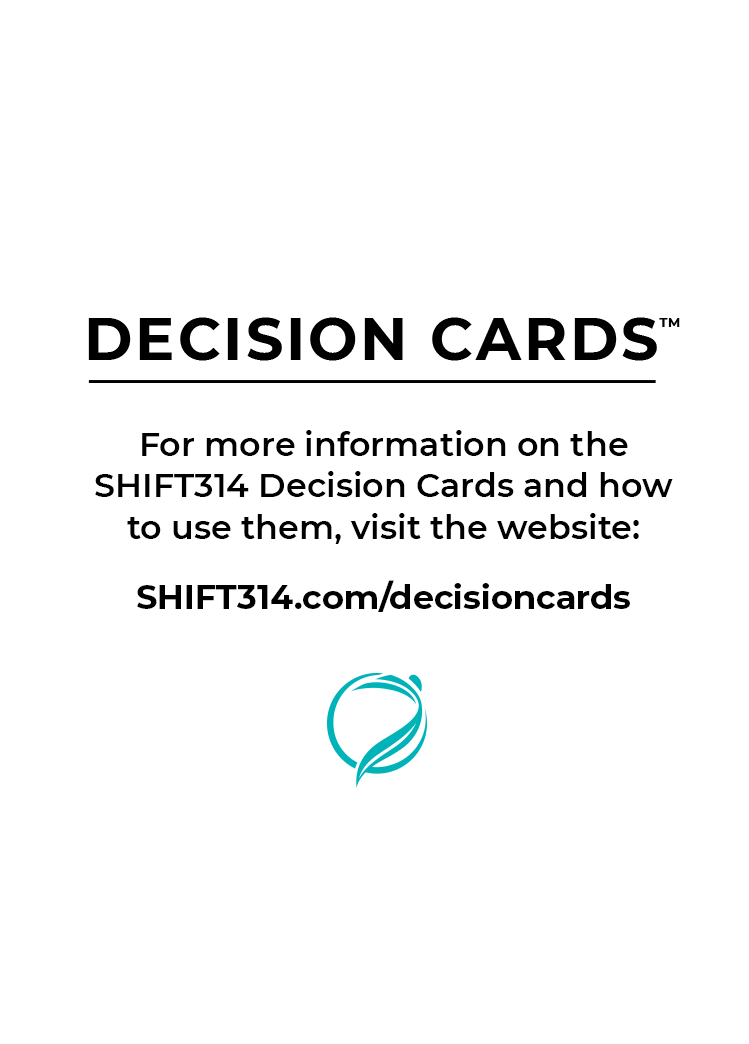 DECISION CARDS™
For more information on the
SHIFT314 Decision Cards and how
to use them, visit the website:
SHIFT314.com/decisioncards